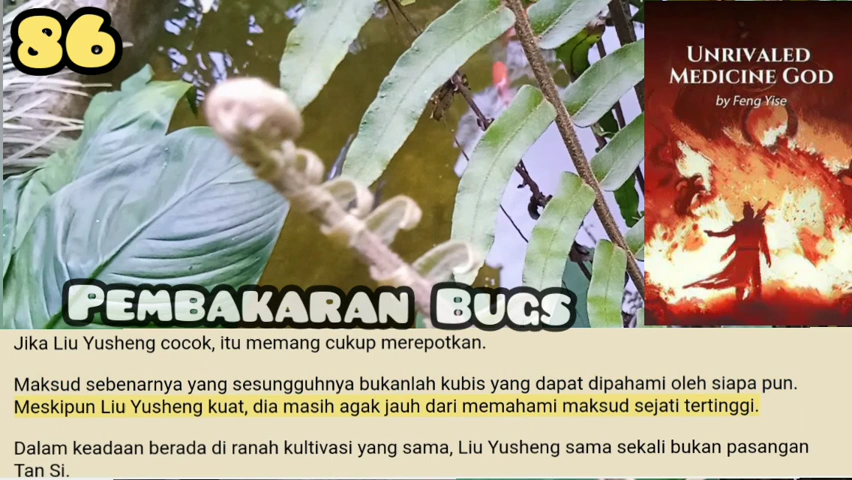 86
UNRIVALED
MEDICINE GOD
by Feng Yise
PEMBAKARAN BUGS
Jika Liu Yusheng cocok, itu memang cukup merepotkan.
Maksud sebenarnya yang sesungguhnya bukanlah kubis yang dapat dipahami oleh siapa pun.
Meskipun Liu Yusheng kuat, dia masih agak jauh dari memahami maksud sejati tertinggi.
Dalam keadaan berada di ranah kultivasi yang sama, Liu Yusheng sama sekali bukan pasangan
Tan Si.